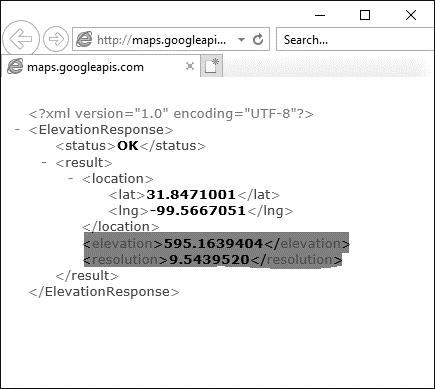 http://maps.googleapis....
Search...
maps.googleapis.com
<?xml version="1.0" encoding="UTF-8"?>
- <ElevationResponse>
<status>OK</status>
- <result>
- <location>
<lat>31.8471001</lat>
<lng>-99.5667051</lng>
</location>
<elevation>595.1639404</elevation>
<resolution>9.5439520</resolution>
</result>
</ElevationResponse>